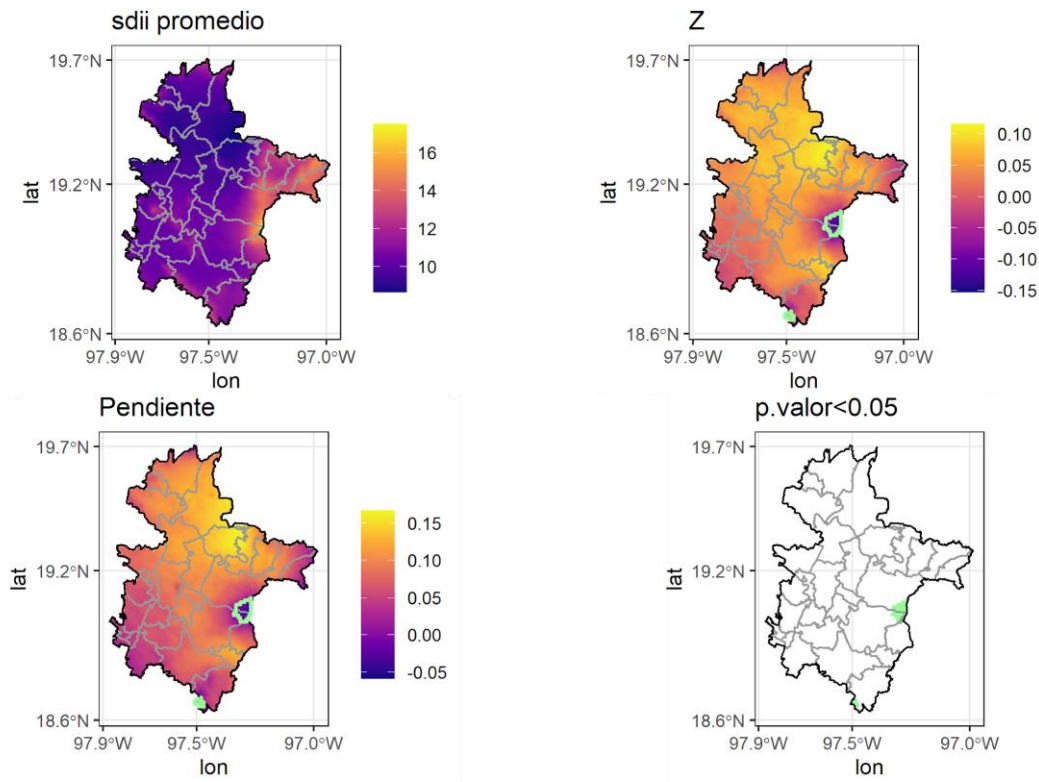 sdii promedio
19.7°N
19.2°N
18.6°N
lat
97.9°W 97.5°W 97.0°W
lon
16
14
12
10
Z
19.7°N
19.2°N
18.6°N
lat
97.9°W 97.5°W 97.0°W
lon
0.10
0.05
0.00
-0.05
-0.10
-0.15
Pendiente
19.7°N
19.2°N
18.6°N
lat
97.9°W 97.5°W 97.0°W
lon
0.15
0.10
0.05
0.00
-0.05
p.valor<0.05
19.7°N
19.2°N
18.6°N
lat
97.9°W 97.5°W 97.0°W
lon